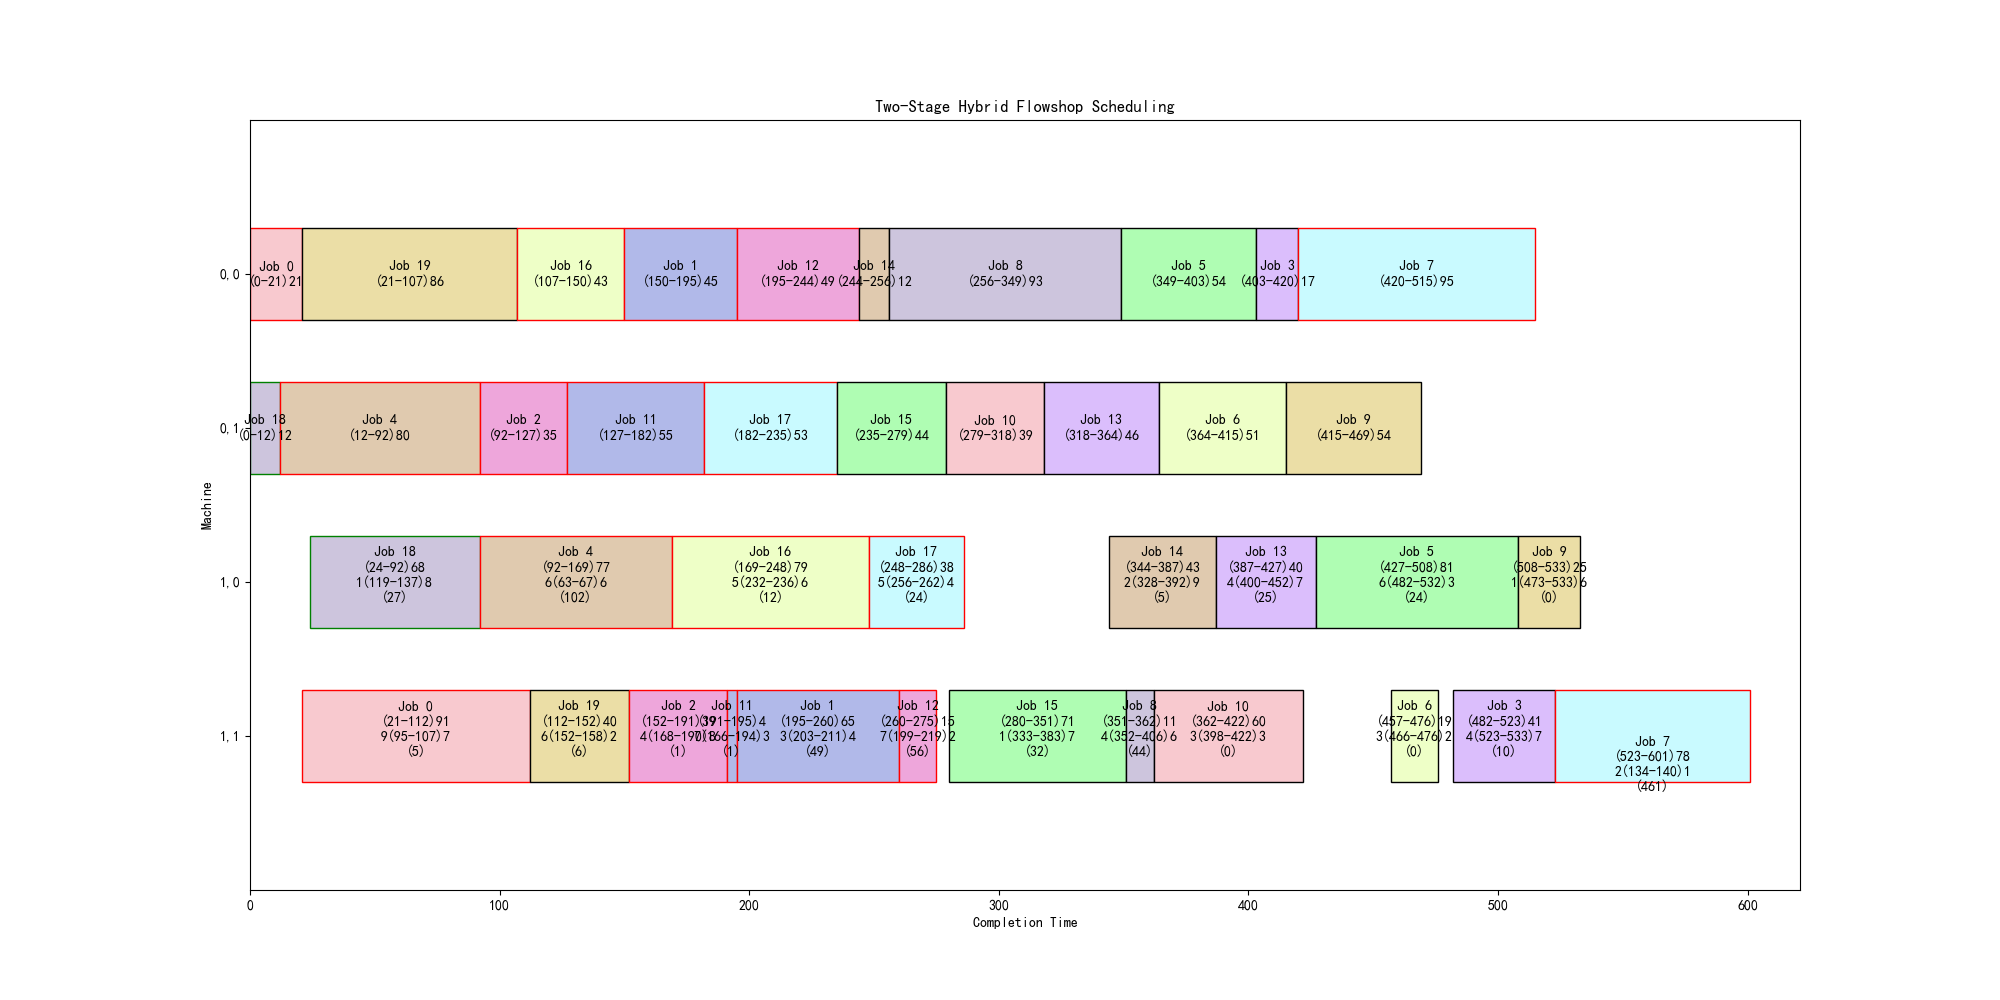 Two-Stage Hybrid Flowshop Scheduling
0,0
Job 0
(0-21)21
Job 19
(21-107)86
Job 16
(107-150)43
Job 1
(150-195)45
Job 12
(195-244)49
Job 14
(244-256)12
Job 8
(256-349)93
Job 5
(349-403)54
Job 3
(403-420)17
Job 7
(420-515)95
0,1
Job 18
(0-12)12
Job 4
(12-92)80
Job 2
(92-127)35
Job 11
(127-182)55
Job 17
(182-235)53
Job 15
(235-279)44
Job 10
(279-318)39
Job 13
(318-364)46
Job 6
(364-415)51
Job 9
(415-469)54
Machine
1,0
Job 18
(24-92)68
1(119-137)8
(27)
Job 4
(92-169)77
6(63-67)6
(102)
Job 16
(169-248)79
5(232-236)6
(12)
Job 17
(248-286)38
5(256-262)4
(24)
Job 14
(344-387)43
2(328-392)9
(5)
Job 13
(387-427)40
4(400-452)7
(25)
Job 5
(427-508)81
6(482-532)3
(24)
Job 9
(508-533)25
1(473-533)6
(0)
1,1
Job 0
(21-112)91
9(95-107)7
(5)
Job 19
(112-152)40
6(152-158)2
(6)
Job 2
(152-191)39
(1)
Job 11
(191-195)4
(1)
Job 1
(195-260)65
3(203-211)4
(49)
Job 12
(260-275)15
7(199-219)2
(56)
Job 15
(280-351)71
1(333-383)7
(32)
Job 8
(351-362)11
4(352-406)6
(44)
Job 10
(362-422)60
3(398-422)3
(0)
Job 6
(457-476)19
3(466-476)2
(0)
Job 3
(482-523)41
4(523-533)7
(10)
Job 7
(523-601)78
2(134-140)1
(461)
0
100
200
300
400
500
600
Completion Time